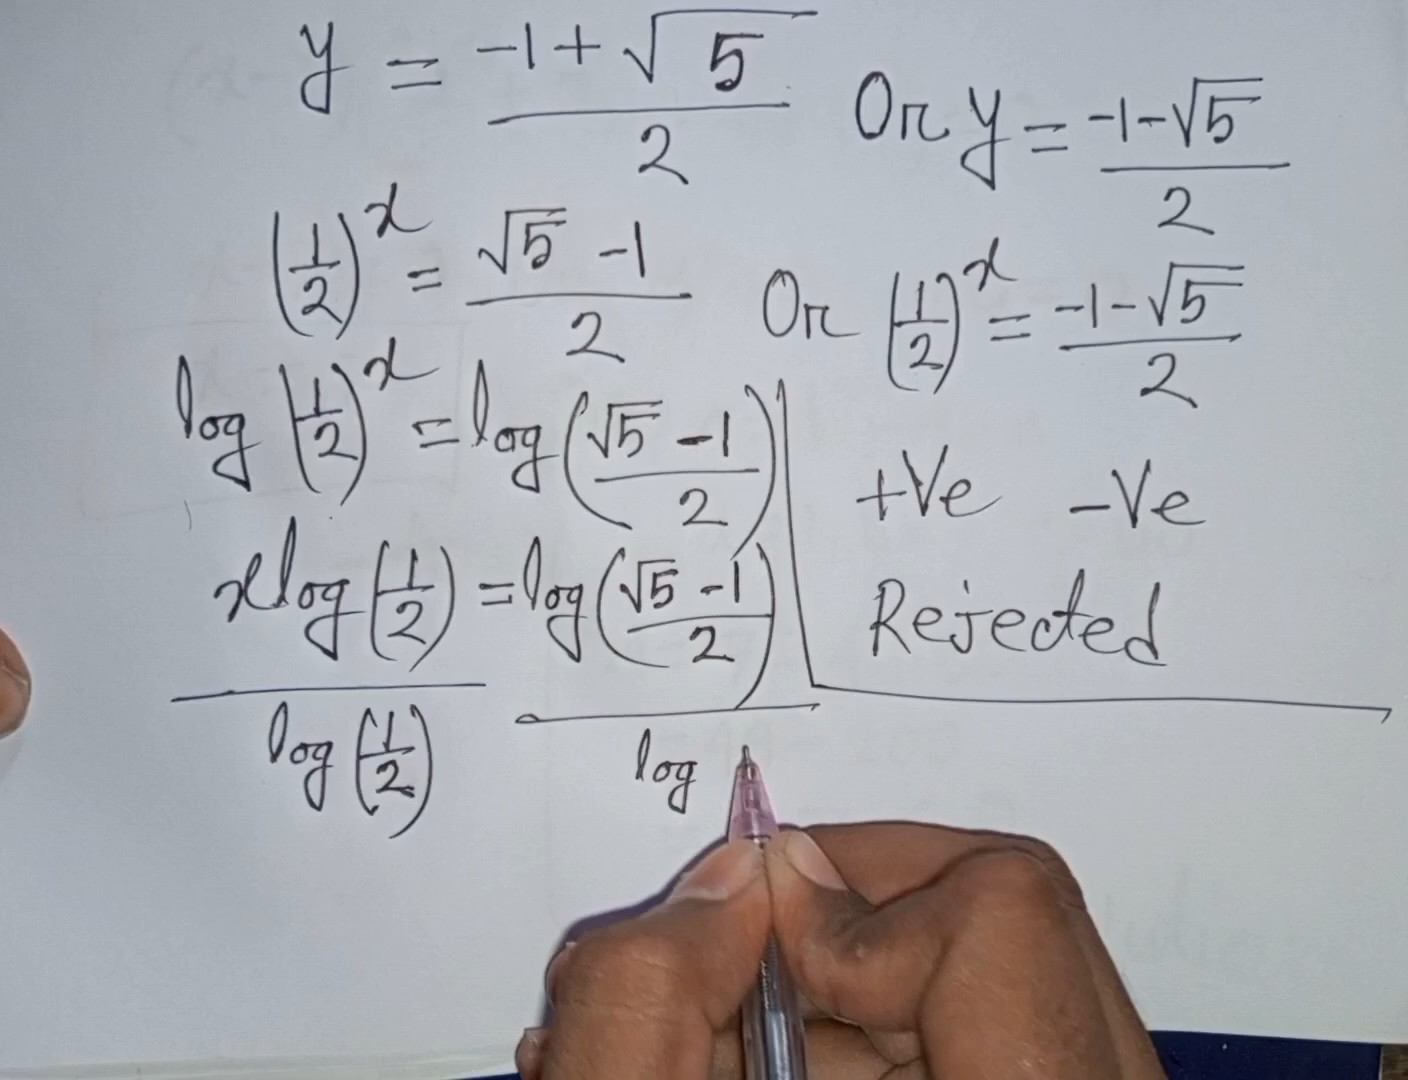 y = (-1 + √5)/2 Or y = (-1 - √5)/2
(1/2)^x = (√5 - 1)/2 Or (1/2)^x = (-1 - √5)/2
log (1/2)^x = log ((√5 - 1)/2)
+Ve -Ve
x log (1/2) = log ((√5 - 1)/2)
Rejected
log (1/2) log